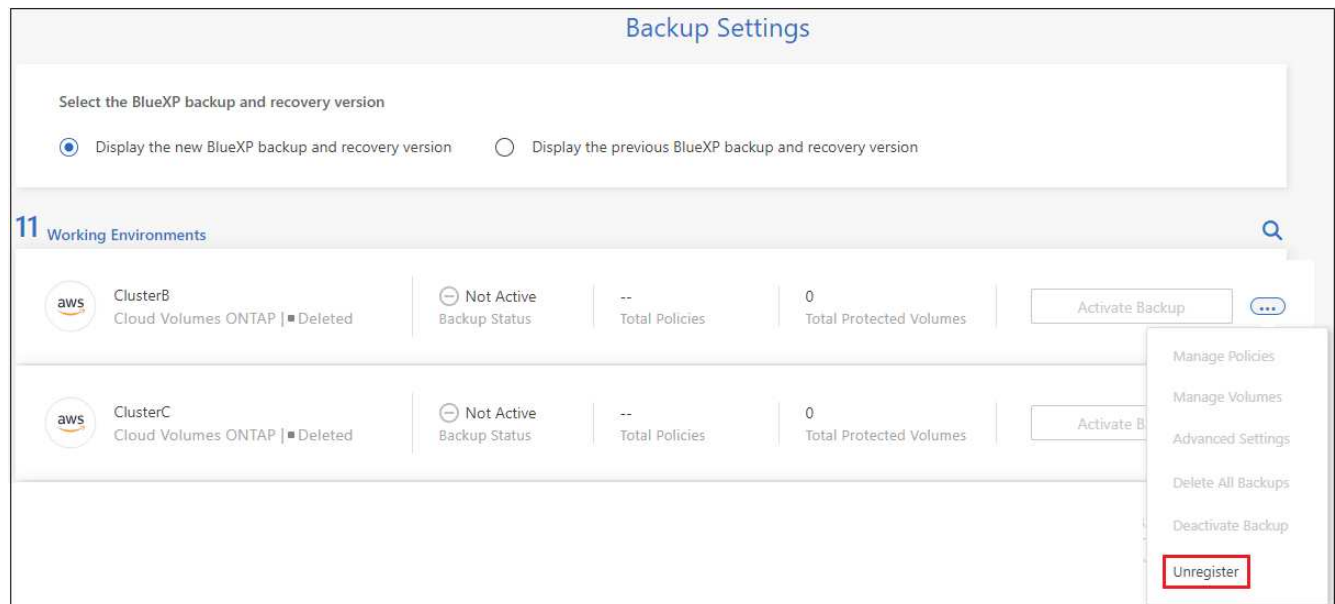 Backup Settings
Select the BlueXP backup and recovery version
Display the new BlueXP backup and recovery version Display the previous BlueXP backup and recovery version
11 Working Environments
aws ClusterB Not Active -- 0 Activate Backup ...
Cloud Volumes ONTAP | Deleted Backup Status Total Policies Total Protected Volumes
Manage Policies
Manage Volumes
aws ClusterC Not Active -- 0 Activate B
Cloud Volumes ONTAP | Deleted Backup Status Total Policies Total Protected Volumes
Advanced Settings
Delete All Backups
Deactivate Backup
Unregister